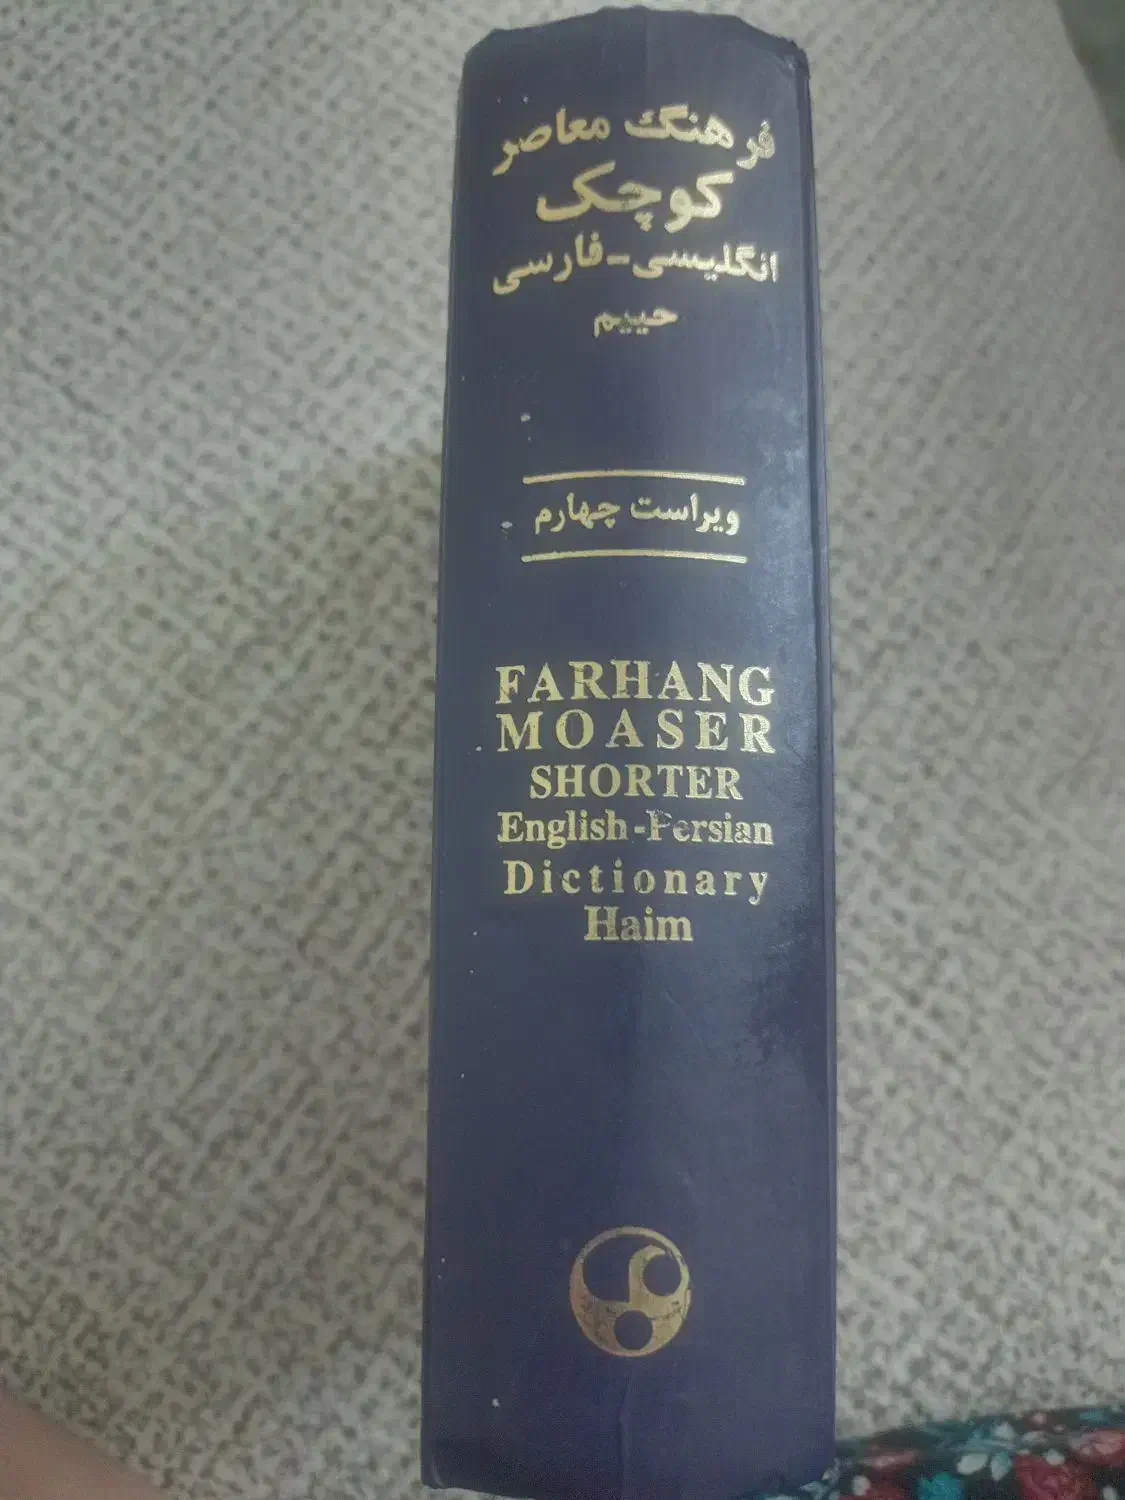 فرهنگ معاصر
کوچک
انگلیسی-فارسی
حییم
ویراست چهارم
FARHANG
MOASER
SHORTER
English-Persian
Dictionary
Haim